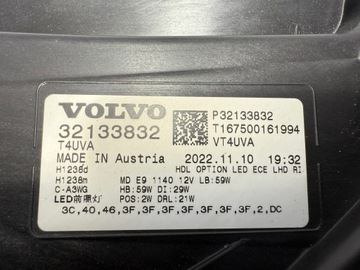 VOLVO
32133832
T4UVA
MADE IN Austria
P32133832
T167500161994
VT4UVA
2022.11.10 19:32
HDL OPTION LED ECE LHD RI
H1238d
H1238m MD E9 1140 12V LB:59W
C-A3WG HB:59W DI:29W
LED前照灯 POS:2W DRL:21W
3C,40,46,3F,3F,3F,3F,3F,3F,3F,2,DC